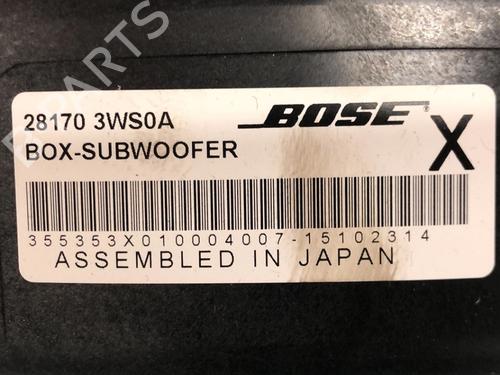 28170 3WS0A BOSE
BOX-SUBWOOFER X
355353X010004007-15102314
ASSEMBLED IN JAPAN